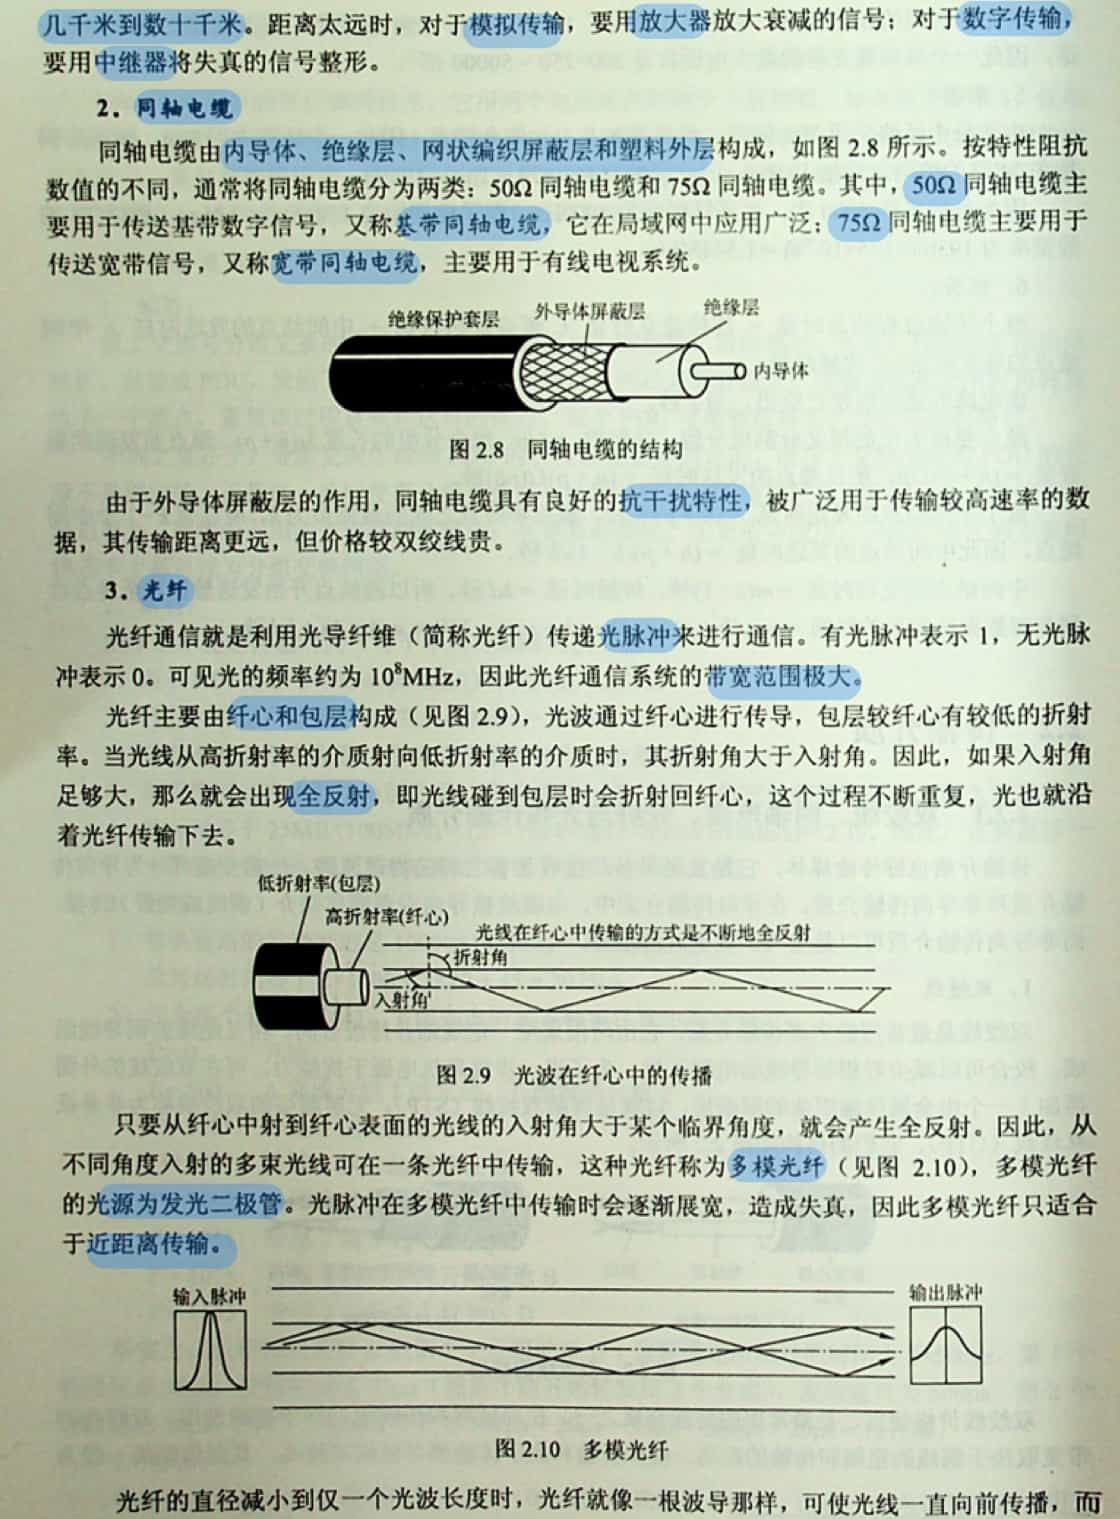 几千米到数十千米。距离太远时，对于模拟传输，要用放大器放大衰减的信号；对于数字传输，
要用中继器将失真的信号整形。
2．同轴电缆
同轴电缆由内导体、绝缘层、网状编织屏蔽层和塑料外层构成，如图 2.8 所示。按特性阻抗
数值的不同，通常将同轴电缆分为两类：50Ω 同轴电缆和 75Ω 同轴电缆。其中，50Ω 同轴电缆主
要用于传送基带数字信号，又称基带同轴电缆，它在局域网中应用广泛；75Ω 同轴电缆主要用于
传送宽带信号，又称宽带同轴电缆，主要用于有线电视系统。
绝缘保护套层 外导体屏蔽层 绝缘层
内导体
图 2.8 同轴电缆的结构
由于外导体屏蔽层的作用，同轴电缆具有良好的抗干扰特性，被广泛用于传输较高速率的数
据，其传输距离更远，但价格较双绞线贵。
3．光纤
光纤通信就是利用光导纤维（简称光纤）传递光脉冲来进行通信。有光脉冲表示 1，无光脉
冲表示 0。可见光的频率约为 10⁸MHz，因此光纤通信系统的带宽范围极大。
光纤主要由纤心和包层构成（见图 2.9），光波通过纤心进行传导，包层较纤心有较低的折射
率。当光线从高折射率的介质射向低折射率的介质时，其折射角大于入射角。因此，如果入射角
足够大，那么就会出现全反射，即光线碰到包层时会折射回纤心，这个过程不断重复，光也就沿
着光纤传输下去。
低折射率(包层)
高折射率(纤心)
光线在纤心中传输的方式是不断地全反射
折射角
入射角
图 2.9 光波在纤心中的传播
只要从纤心中射到纤心表面的光线的入射角大于某个临界角度，就会产生全反射。因此，从
不同角度入射的多束光线可在一条光纤中传输，这种光纤称为多模光纤（见图 2.10），多模光纤
的光源为发光二极管。光脉冲在多模光纤中传输时会逐渐展宽，造成失真，因此多模光纤只适合
于近距离传输。
输入脉冲 输出脉冲
图 2.10 多模光纤
光纤的直径减小到仅一个光波长度时，光纤就像一根波导那样，可使光线一直向前传播，而